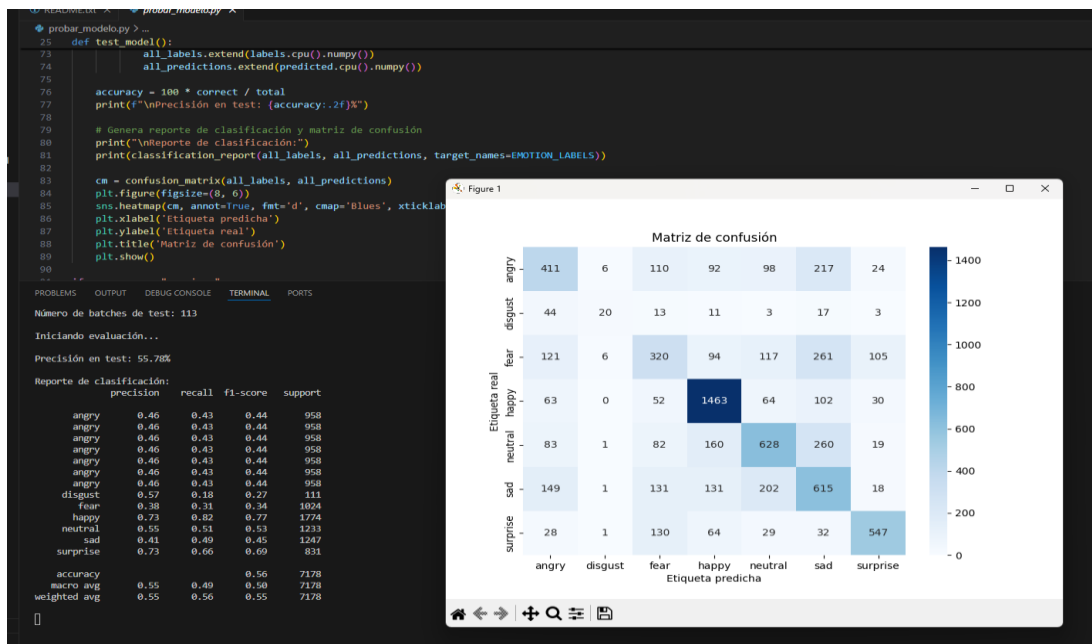 README.txt
probar_modelo.py
probar_modelo.py > ...
25 def test_model():
73 all_labels.extend(labels.cpu().numpy())
74 all_predictions.extend(predicted.cpu().numpy())
75
76 accuracy = 100 * correct / total
77 print(f"\nPrecisión en test: {accuracy:.2f}%")
78
79 # Genera reporte de clasificación y matriz de confusión
80 print("\nReporte de clasificación:")
81 print(classification_report(all_labels, all_predictions, target_names=EMOTION_LABELS))
82
83 cm = confusion_matrix(all_labels, all_predictions)
84 plt.figure(figsize=(8, 6))
85 sns.heatmap(cm, annot=True, fmt='d', cmap='Blues', xticklab
86 plt.xlabel('Etiqueta predicha')
87 plt.ylabel('Etiqueta real')
88 plt.title('Matriz de confusión')
89 plt.show()
90
PROBLEMS OUTPUT DEBUG CONSOLE TERMINAL PORTS
Número de batches de test: 113
Iniciando evaluación...
Precisión en test: 55.78%
Reporte de clasificación:
precision recall f1-score support
angry 0.46 0.43 0.44 958
angry 0.46 0.43 0.44 958
angry 0.46 0.43 0.44 958
angry 0.46 0.43 0.44 958
angry 0.46 0.43 0.44 958
angry 0.46 0.43 0.44 958
disgust 0.57 0.18 0.27 111
fear 0.38 0.31 0.34 1024
happy 0.73 0.82 0.77 1774
neutral 0.55 0.51 0.53 1233
sad 0.41 0.49 0.45 1247
surprise 0.73 0.66 0.69 831
accuracy 0.56 7178
macro avg 0.55 0.49 0.50 7178
weighted avg 0.55 0.56 0.55 7178
Figure 1
Matriz de confusión
Etiqueta real
angry 411 6 110 92 98 217 24
disgust 44 20 13 11 3 17 3
fear 121 6 320 94 117 261 105
happy 63 0 52 1463 64 102 30
neutral 83 1 82 160 628 260 19
sad 149 1 131 131 202 615 18
surprise 28 1 130 64 29 32 547
angry disgust fear happy neutral sad surprise
Etiqueta predicha
1400
1200
1000
800
600
400
200
0